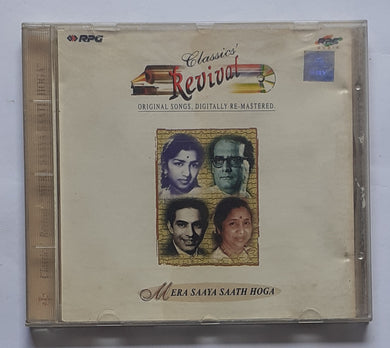 RPG
Classics'
Revival
ORIGINAL SONGS, DIGITALLY RE-MASTERED.
MERA SAAYA SAATH HOGA